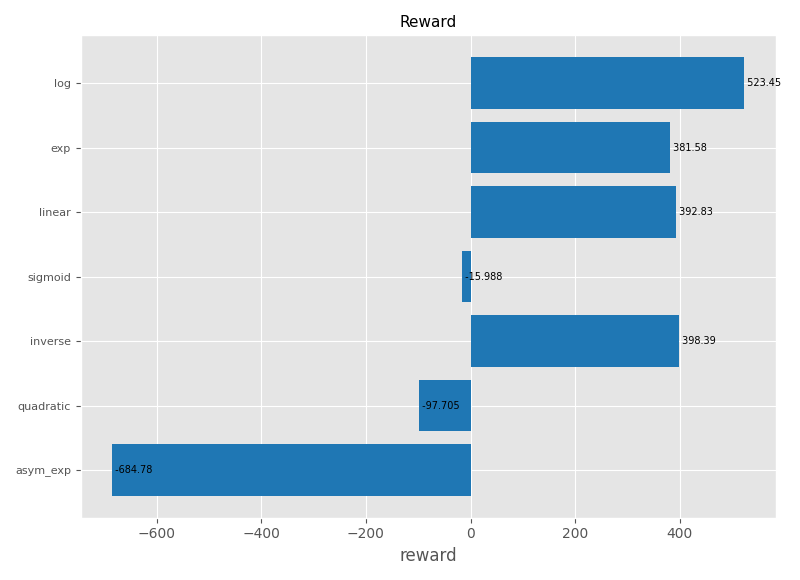 Reward
log
523.45
exp
381.58
linear
392.83
sigmoid
-15.988
inverse
398.39
quadratic
-97.705
asym_exp
-684.78
−600
−400
−200
0
200
400
reward